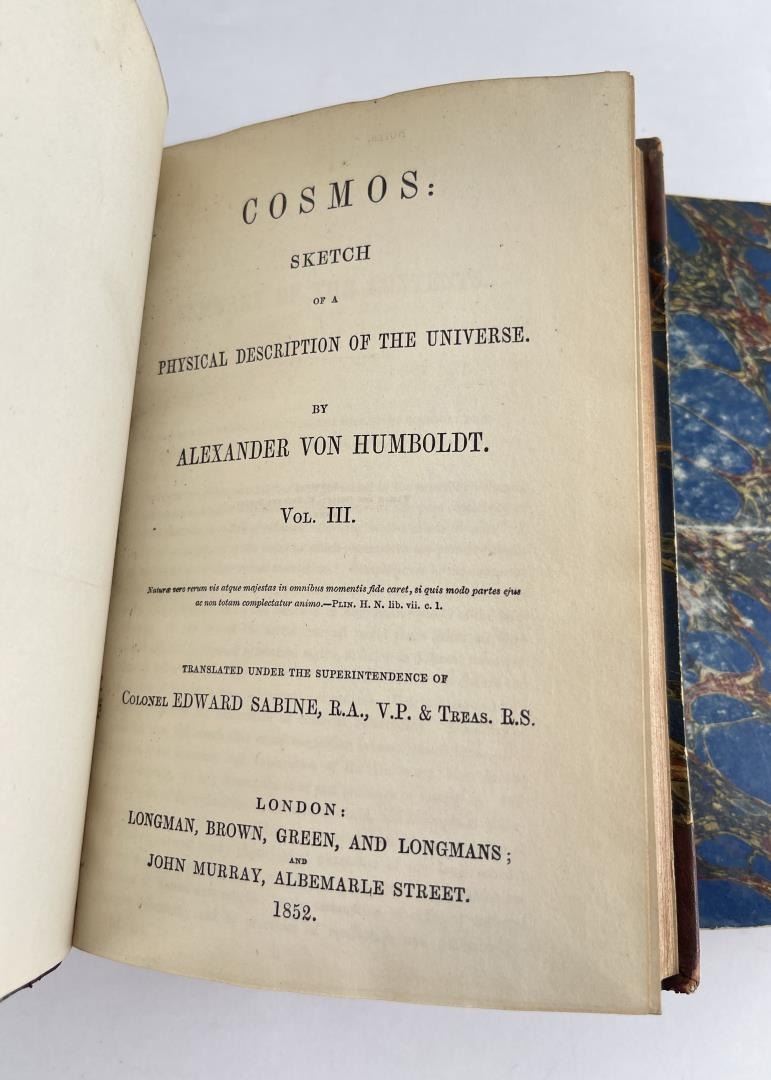 COSMOS:
SKETCH
OF A
PHYSICAL DESCRIPTION OF THE UNIVERSE.
BY
ALEXANDER VON HUMBOLDT.
VOL. III.
Naturæ vero rerum vis atque majestas in omnibus momentis fide caret, si quis modo partes ejus
ac non totam complectatur animo.—PLIN. H. N. lib. vii. c. 1.
TRANSLATED UNDER THE SUPERINTENDENCE OF
COLONEL EDWARD SABINE, R.A., V.P. & TREAS. R.S.
LONDON:
LONGMAN, BROWN, GREEN, AND LONGMANS;
AND
JOHN MURRAY, ALBEMARLE STREET.
1852.